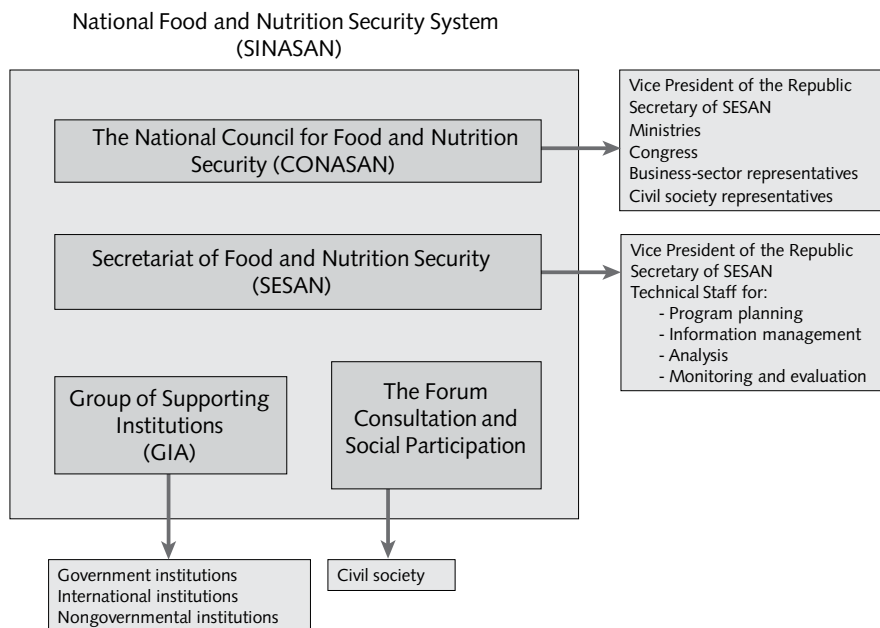 National Food and Nutrition Security System
(SINASAN)
The National Council for Food and Nutrition
Security (CONASAN)
Vice President of the Republic
Secretary of SESAN
Ministries
Congress
Business-sector representatives
Civil society representatives
Secretariat of Food and Nutrition Security
(SESAN)
Vice President of the Republic
Secretary of SESAN
Technical Staff for:
- Program planning
- Information management
- Analysis
- Monitoring and evaluation
Group of Supporting
Institutions
(GIA)
The Forum
Consultation and
Social Participation
Government institutions
International institutions
Nongovernmental institutions
Civil society